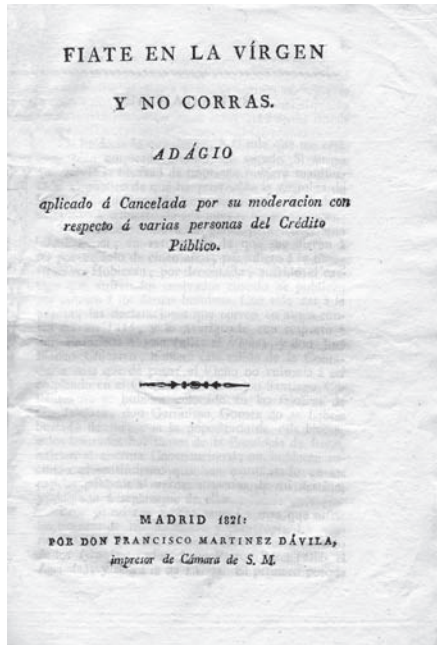 FIATE EN LA VÍRGEN
Y NO CORRAS.
ADÁGIO
aplicado á Cancelada por su moderacion con
respecto á varias personas del Crédito
Público.
MADRID 1821:
POR DON FRANCISCO MARTINEZ DÁVILA,
impresor de Cámara de S. M.